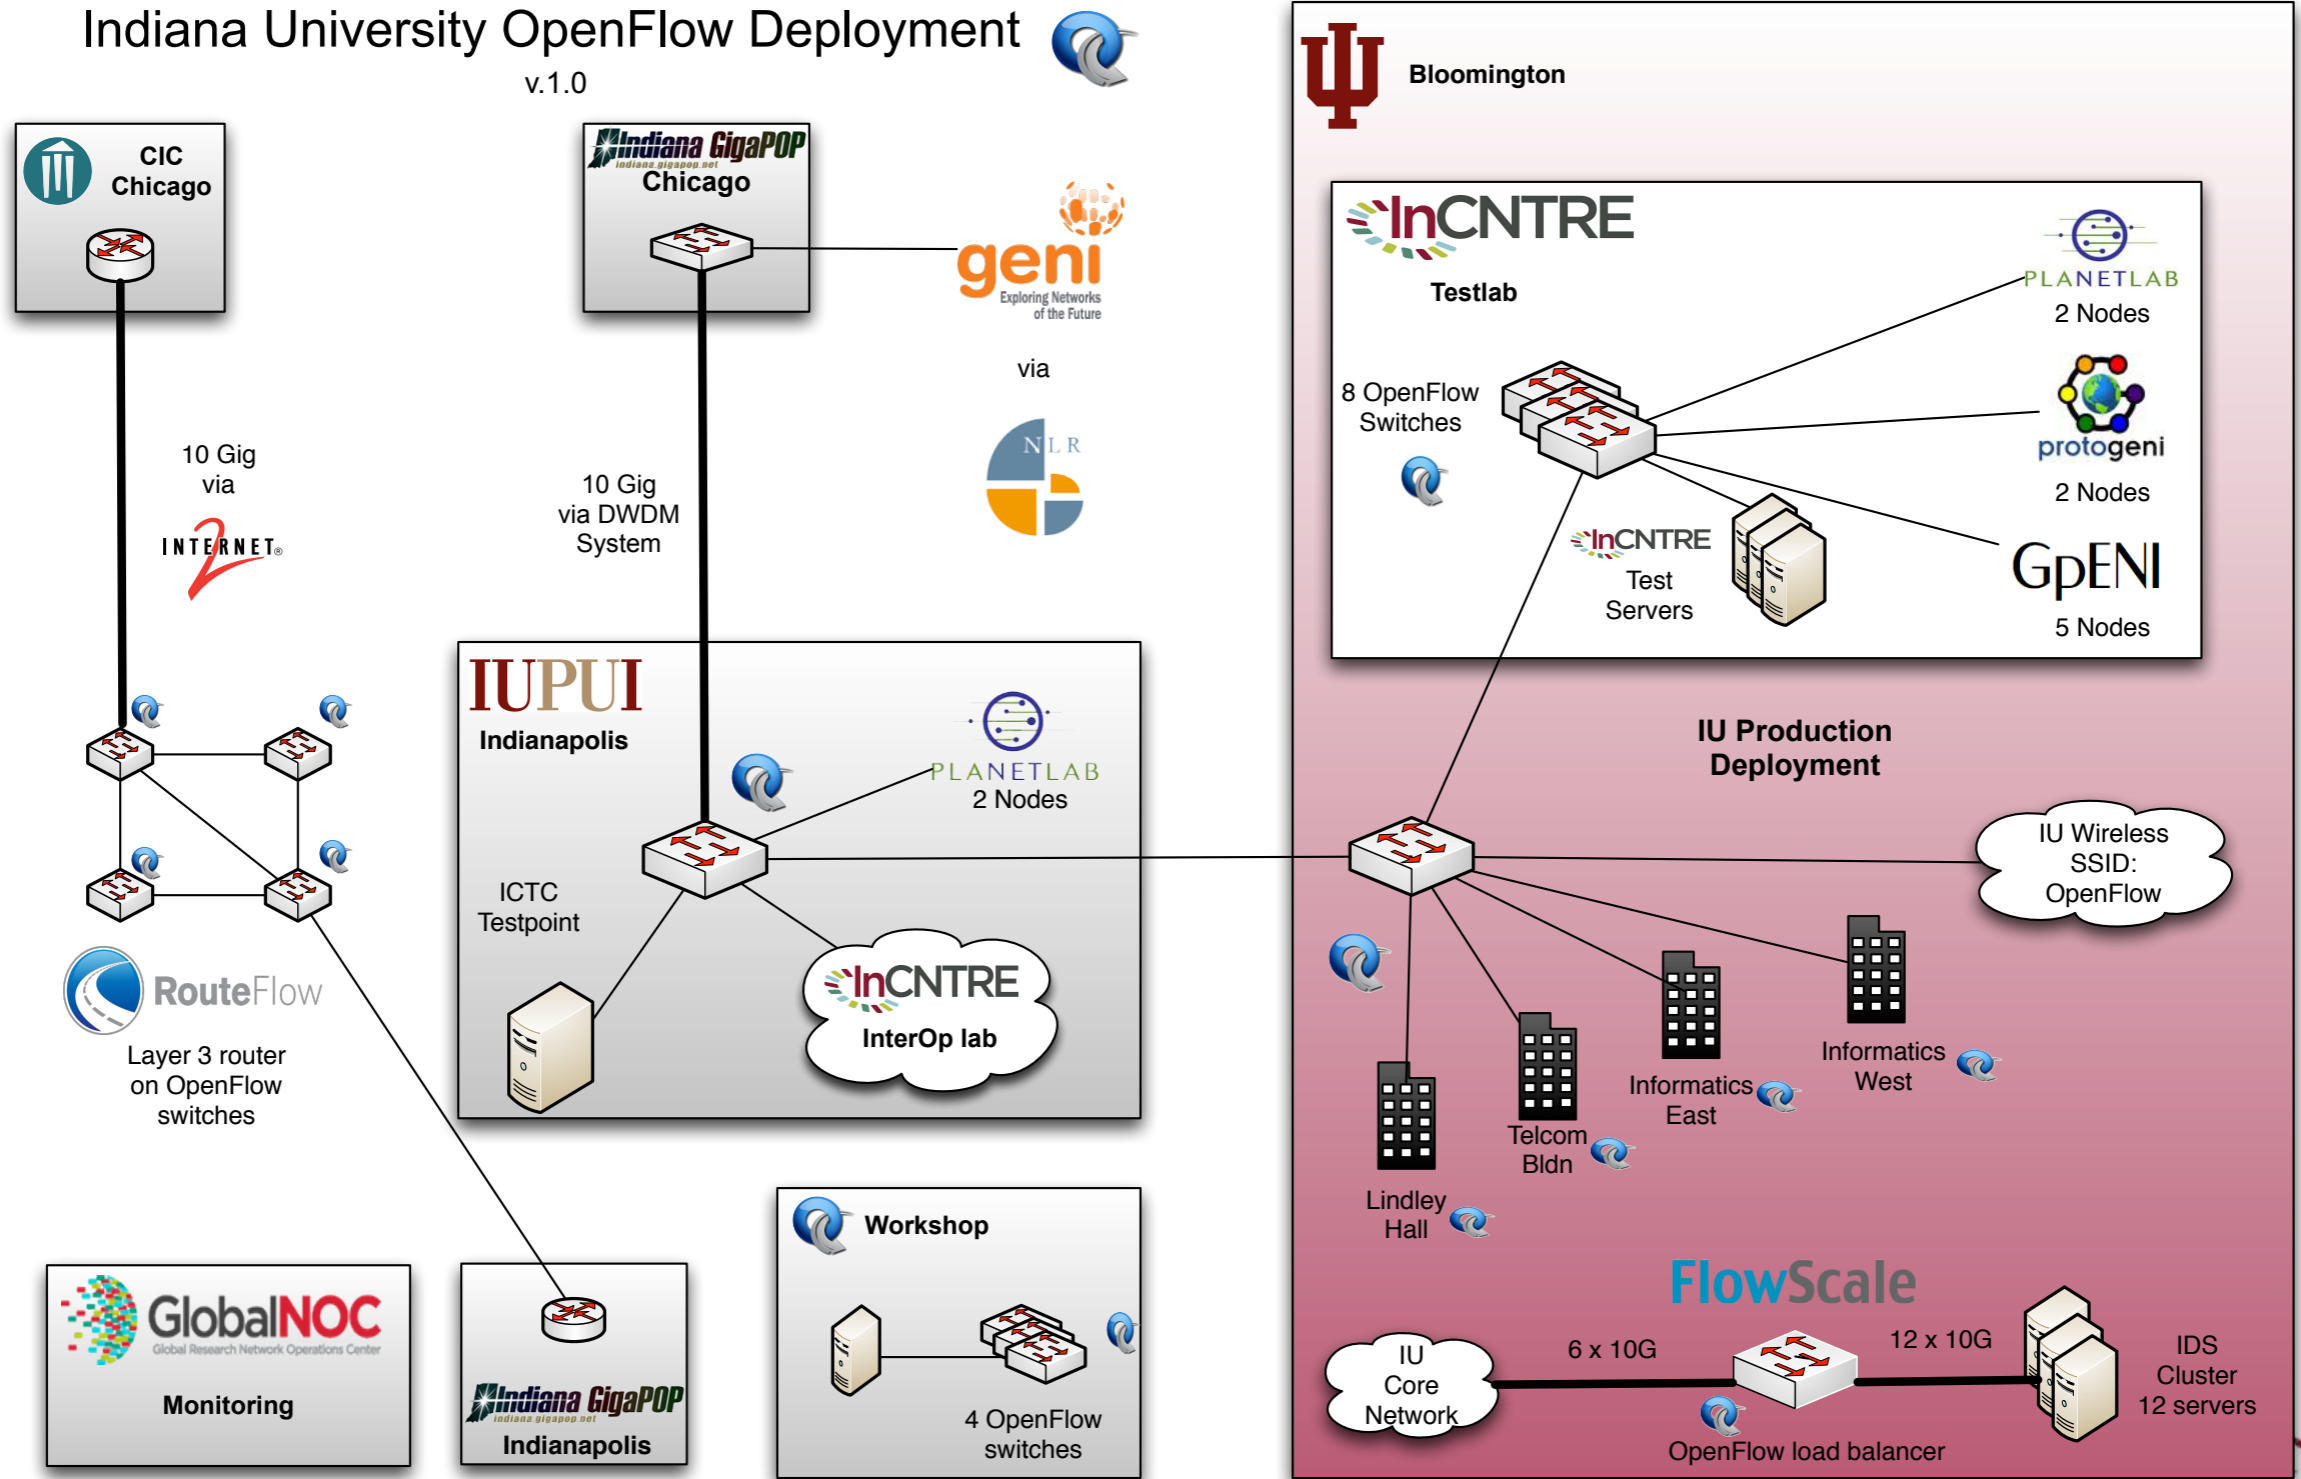 Indiana University OpenFlow Deployment
v.1.0
CIC
Chicago
Indiana GigaPOP
indiana.gigapop.net
Chicago
geni
Exploring Networks
of the Future
via
NLR
10 Gig
via
INTERNET®
2
10 Gig
via DWDM
System
IUPUI
Indianapolis
PLANETLAB
2 Nodes
ICTC
Testpoint
InCNTRE
InterOp lab
RouteFlow
Layer 3 router
on OpenFlow
switches
GlobalNOC
Global Research Network Operations Center
Monitoring
Indiana GigaPOP
indiana.gigapop.net
Indianapolis
Workshop
4 OpenFlow
switches
Bloomington
InCNTRE
Testlab
8 OpenFlow
Switches
PLANETLAB
2 Nodes
protogeni
2 Nodes
InCNTRE
Test
Servers
GpENI
5 Nodes
IU Production
Deployment
IU Wireless
SSID:
OpenFlow
Informatics
West
Informatics
East
Telcom
Bldn
Lindley
Hall
FlowScale
IU
Core
Network
6 x 10G
12 x 10G
IDS
Cluster
12 servers
OpenFlow load balancer